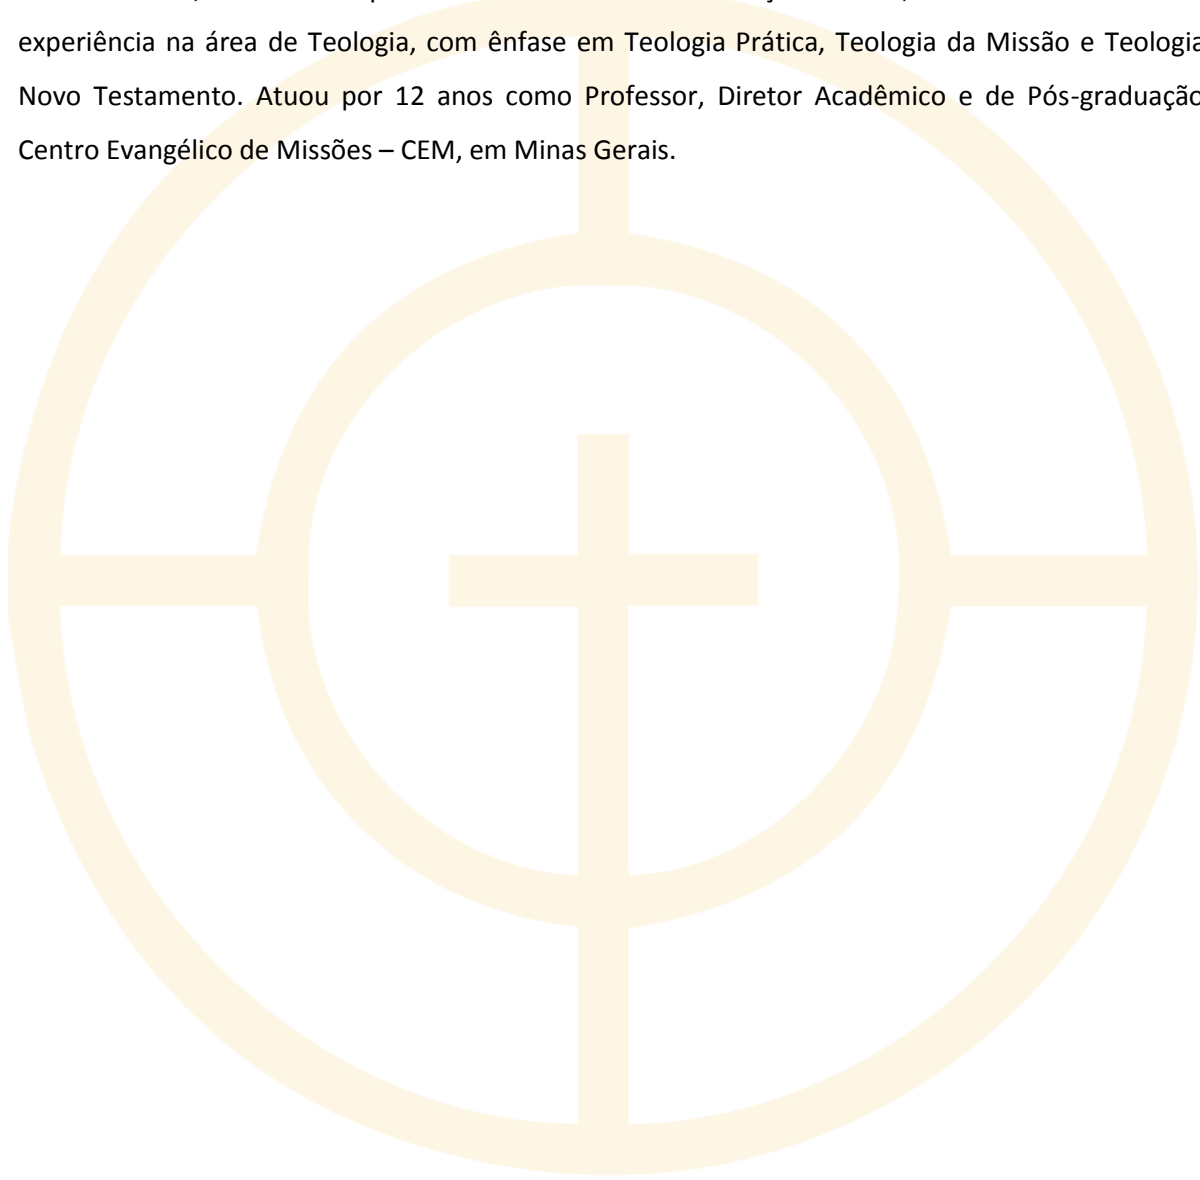 experiência na área de Teologia, com ênfase em Teologia Prática, Teologia da Missão e Teologia
Novo Testamento. Atuou por 12 anos como Professor, Diretor Acadêmico e de Pós-graduação
Centro Evangélico de Missões – CEM, em Minas Gerais.